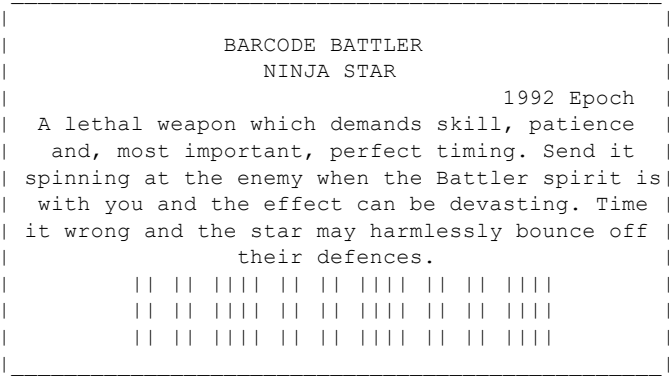 BARCODE BATTLER
NINJA STAR
1992 Epoch
A lethal weapon which demands skill, patience
and, most important, perfect timing. Send it
spinning at the enemy when the Battler spirit is
with you and the effect can be devasting. Time
it wrong and the star may harmlessly bounce off
their defences.